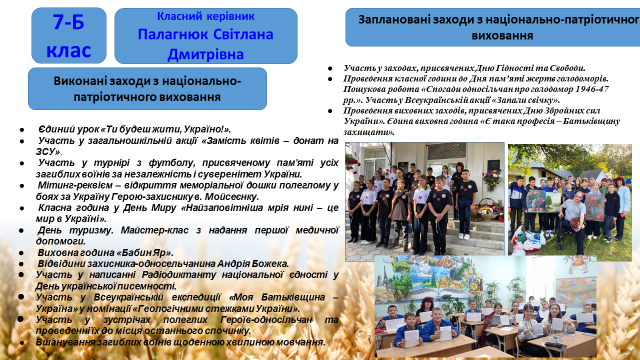 7-Б
клас
Класний керівник
Палагнюк Світлана
Дмитрівна
Виконані заходи з національно-
патріотичного виховання
● Єдиний урок «Ти будеш жити, Україно!».
● Участь у загальношкільній акції «Замість квітів – донат на
ЗСУ».
● Участь у турнірі з футболу, присвяченому пам'яті усіх
загиблих воїнів за незалежність і суверенітет України.
● Мітинг-реквієм – відкриття меморіальної дошки полеглому у
боях за Україну Герою-захиснику в. Мойсеєнку.
● Класна година у День Миру «Найзаповітніша мрія нині – це
мир в Україні».
● День туризму. Майстер-клас з надання першої медичної
допомоги.
● Виховна година «Бабин Яр».
● Відвідини захисника-односельчанина Андрія Божека.
● Участь у написанні Радіодиктанту національної єдності у
День української писемності.
● Участь у Всеукраїнській експедиції «Моя Батьківщина –
Україна» у номінації «Геологічними стежками України».
● Участь у зустрічах полеглих Героїв-односельчан та
проведенні їх до місця останнього спочинку.
● Вшанування загиблих воїнів щоденною хвилиною мовчання.
Заплановані заходи з національно-патріотичного
виховання
● Участь у заходах, присвячених Дню Гідності та Свободи.
● Проведення класної години до Дня пам’яті жертв голодоморів.
Пошукова робота «Спогади односільчан про голодомор 1946-47
рр.». Участь у Всеукраїнській акції «Запали свічку».
● Проведення виховних заходів, присвячених Дню Збройних сил
України». Єдина виховна година «Є така професія – Батьківщину
захищати».